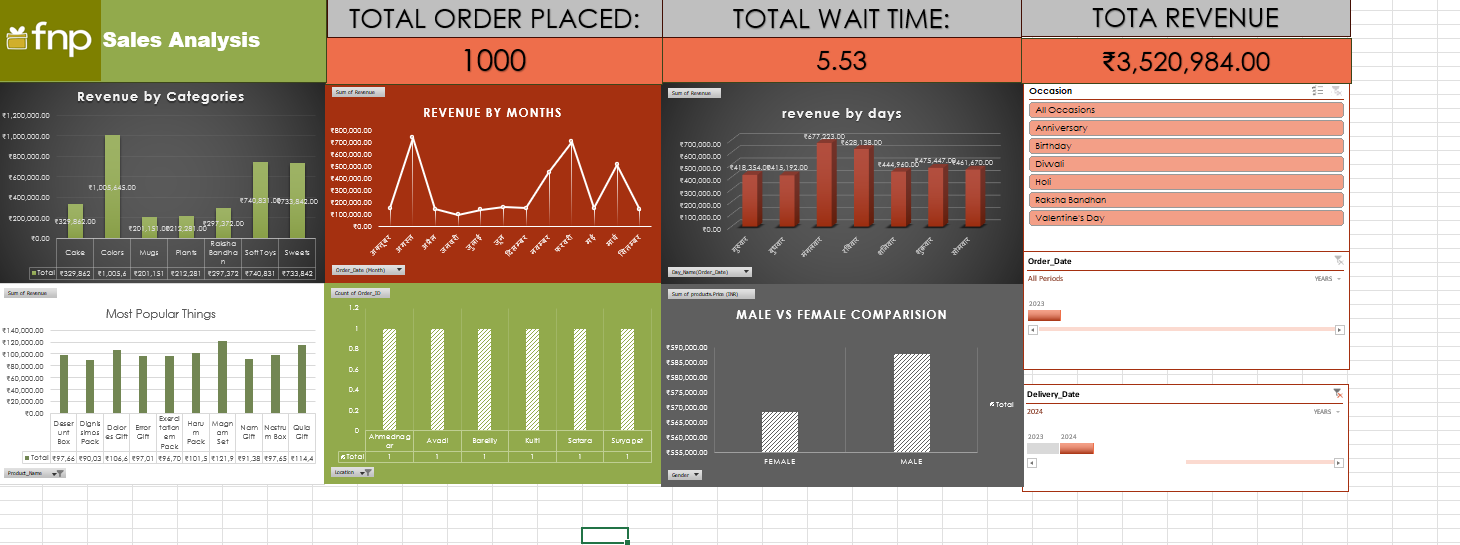 fnp Sales Analysis
TOTAL ORDER PLACED:
1000
TOTAL WAIT TIME:
5.53
TOTA REVENUE
₹3,520,984.00
Revenue by Categories
₹1,200,000.00
₹1,000,000.00
₹800,000.00
₹600,000.00
₹400,000.00
₹200,000.00
₹0.00
₹329,862.00
₹1,005,645.00
₹201,151.00
₹212,281.00
₹297,372.00
₹740,831.00
₹733,842.00
Cake Colors Mugs Plants Raksha Bandhan Soft Toys Sweets
Total ₹329,862 ₹1,005,6 ₹201,151 ₹212,281 ₹297,372 ₹740,831 ₹733,842
Sum of Revenue
REVENUE BY MONTHS
₹800,000.00
₹700,000.00
₹600,000.00
₹500,000.00
₹400,000.00
₹300,000.00
₹200,000.00
₹100,000.00
₹0.00
अक्तूबर अगस्त अप्रैल जनवरी जुलाई जून दिसम्बर नवम्बर फरवरी मई मार्च सितम्बर
Order_Date (Month)
Sum of Revenue
revenue by days
₹700,000.00
₹600,000.00
₹500,000.00
₹400,000.00
₹300,000.00
₹200,000.00
₹100,000.00
₹0.00
₹415,192.00
₹677,223.00
₹628,138.00
₹444,960.00
₹475,447.00
₹461,670.00
गुरुवार बुधवार मंगलवार रविवार शनिवार शुक्रवार सोमवार
Day_Name(Order_Date)
Occasion
All Occasions
Anniversary
Birthday
Diwali
Holi
Raksha Bandhan
Valentine's Day
Order_Date
All Periods
YEARS
2023
Delivery_Date
2024
YEARS
2023 2024
Sum of Revenue
Most Popular Things
₹140,000.00
₹120,000.00
₹100,000.00
₹80,000.00
₹60,000.00
₹40,000.00
₹20,000.00
₹0.00
Deserunt Box Dignissimos Pack Dolores Gift Error Gift Exercitationem Pack Harum Pack Magnam Set Nam Gift Nostrum Box Quia Gift
Total ₹97,66 ₹90,03 ₹106,6 ₹97,01 ₹96,70 ₹101,5 ₹121,9 ₹91,38 ₹97,65 ₹114,4
Product_Name
Count of Order_ID
1.2
1
0.8
0.6
0.4
0.2
0
Ahmednagar Avadi Bareilly Kulti Satara Suryapet
Total 1 1 1 1 1 1
Location
Sum of products.Price (INR)
MALE VS FEMALE COMPARISION
₹590,000.00
₹585,000.00
₹580,000.00
₹575,000.00
₹570,000.00
₹565,000.00
₹560,000.00
₹555,000.00
FEMALE MALE
Total
Gender